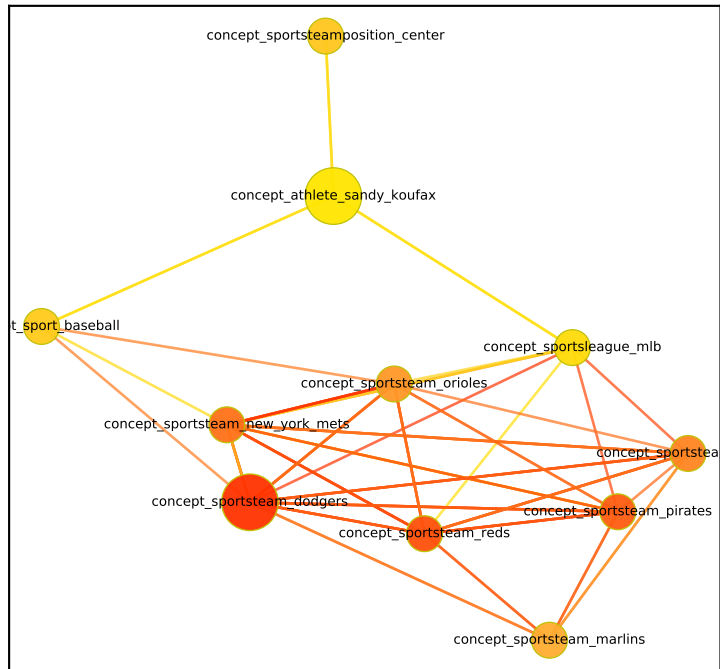 concept_sportsteamposition_center
concept_athlete_sandy_koufax
t_sport_baseball
concept_sportsleague_mlb
concept_sportsteam_orioles
concept_sportsteam_new_york_mets
concept_sportstea
concept_sportsteam_dodgers
concept_sportsteam_pirates
concept_sportsteam_reds
concept_sportsteam_marlins